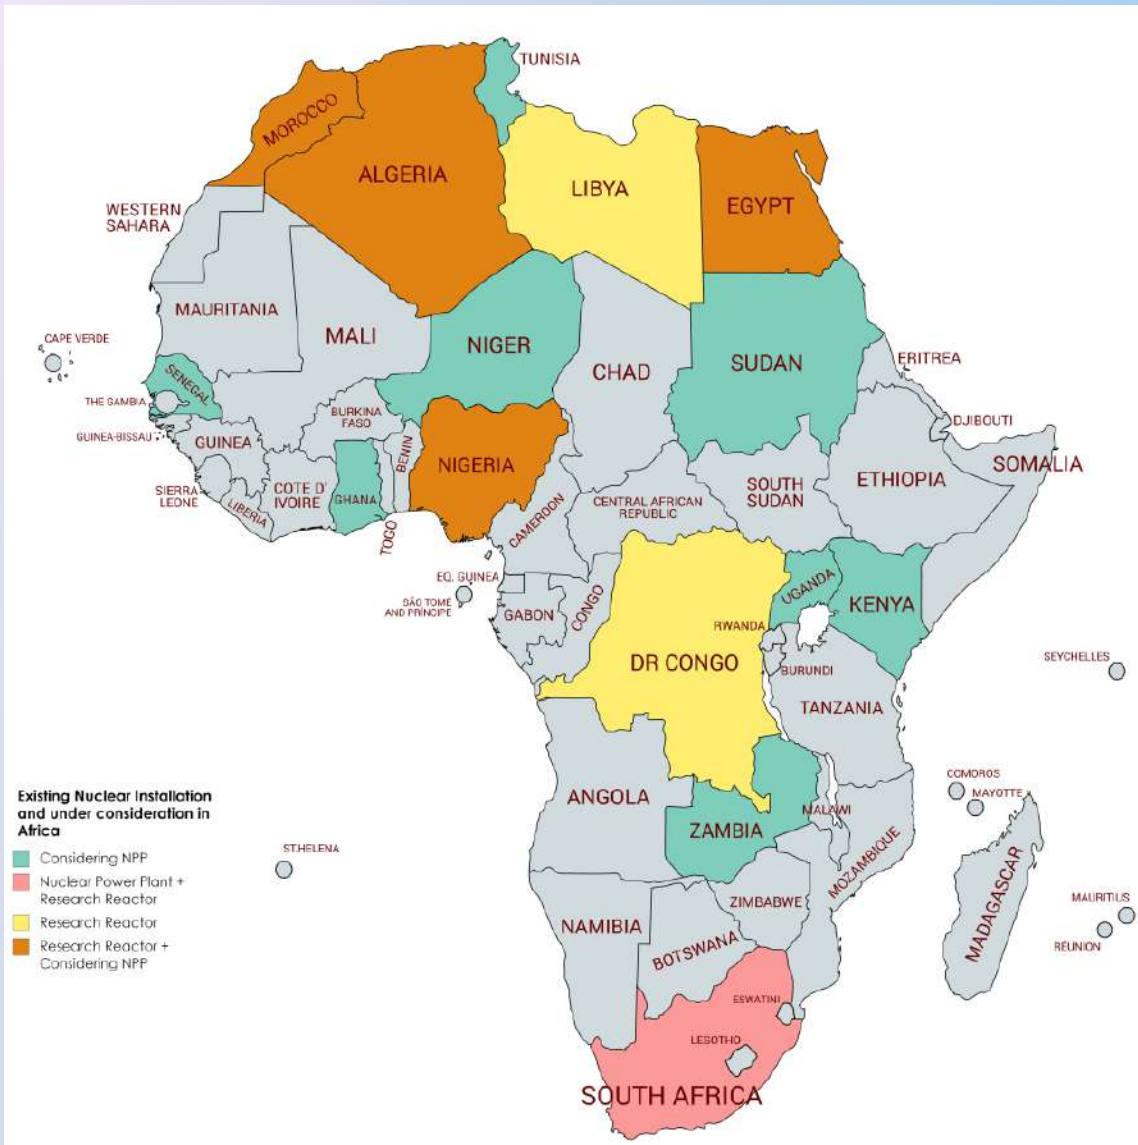 TUNISIA
MOROCCO
ALGERIA
LIBYA
EGYPT
WESTERN
SAHARA
MAURITANIA
MALI
NIGER
CHAD
SUDAN
ERITREA
CAPE VERDE
SENEGAL
THE GAMBIA
GUINEA-BISSAU
GUINEA
BURKINA
FASO
BENIN
NIGERIA
DJIBOUTI
SOMALIA
ETHIOPIA
SOUTH
SUDAN
SIERRA
LEONE
LIBERIA
COTE D'
IVOIRE
GHANA
TOGO
CAMEROON
CENTRAL AFRICAN
REPUBLIC
EQ. GUINEA
SÃO TOMÉ
AND PRÍNCIPE
GABON
CONGO
UGANDA
KENYA
RWANDA
DR CONGO
BURUNDI
TANZANIA
SEYCHELLES
ANGOLA
ZAMBIA
MALAWI
MOZAMBIQUE
COMOROS
MAYOTTE
Existing Nuclear Installation
and under consideration in
Africa
Considering NPP
Nuclear Power Plant +
Research Reactor
Research Reactor
Research Reactor +
Considering NPP
ST.HELENA
NAMIBIA
BOTSWANA
ZIMBABWE
MADAGASCAR
MAURITIUS
RÉUNION
ESWATINI
LESOTHO
SOUTH AFRICA